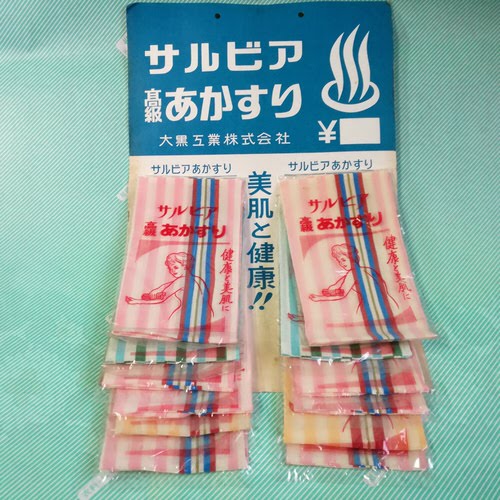 サルビア
高級 あかすり
大黒工業株式会社
¥
サルビアあかすり
サルビアあかすり
美肌と健康!!
サルビア
高級 あかすり
健康と美肌に
サルビア
高級 あかすり
健康と美肌に